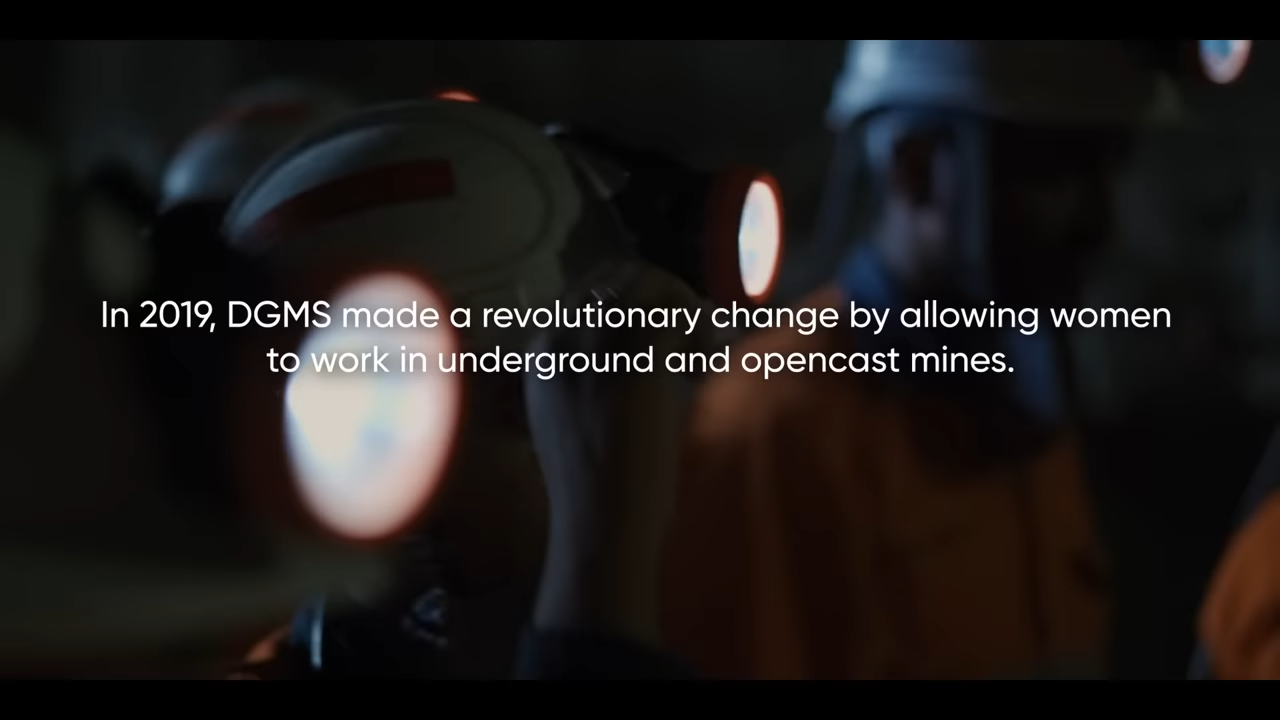 In 2019, DGMS made a revolutionary change by allowing women
to work in underground and opencast mines.